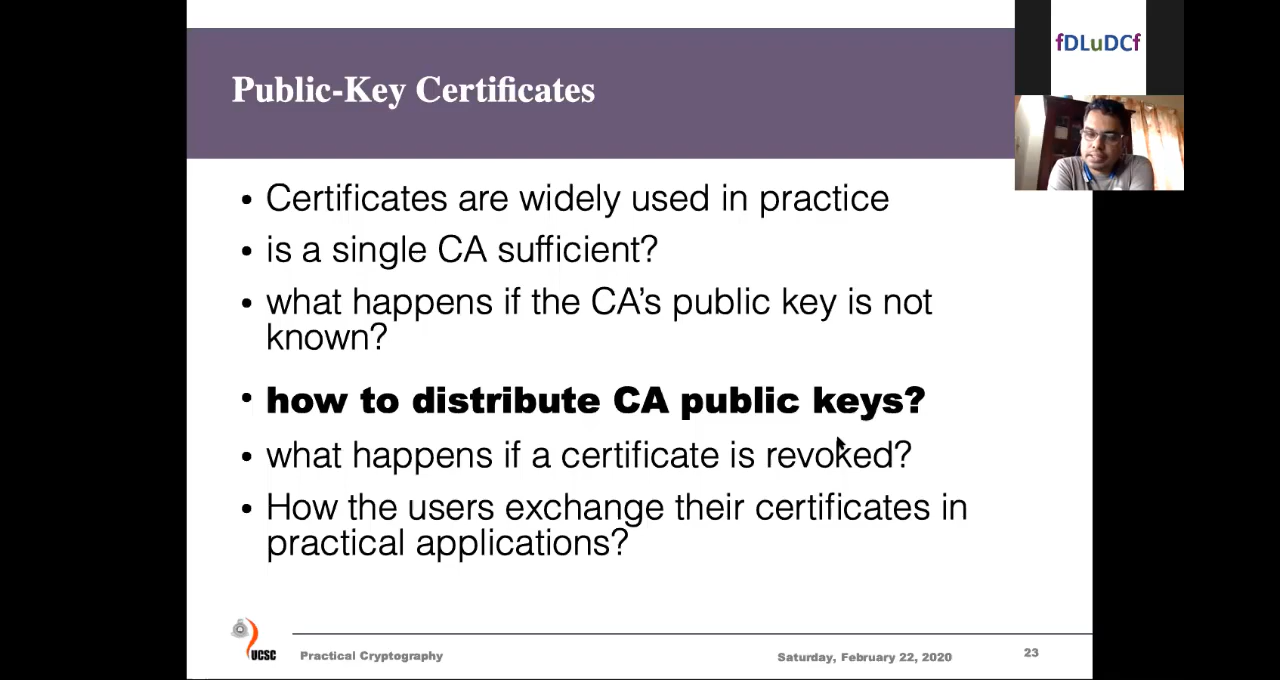 fDLuDCf
Public-Key Certificates
• Certificates are widely used in practice
• is a single CA sufficient?
• what happens if the CA’s public key is not
known?
• how to distribute CA public keys?
• what happens if a certificate is revoked?
• How the users exchange their certificates in
practical applications?
UCSC
Practical Cryptography
Saturday, February 22, 2020
23